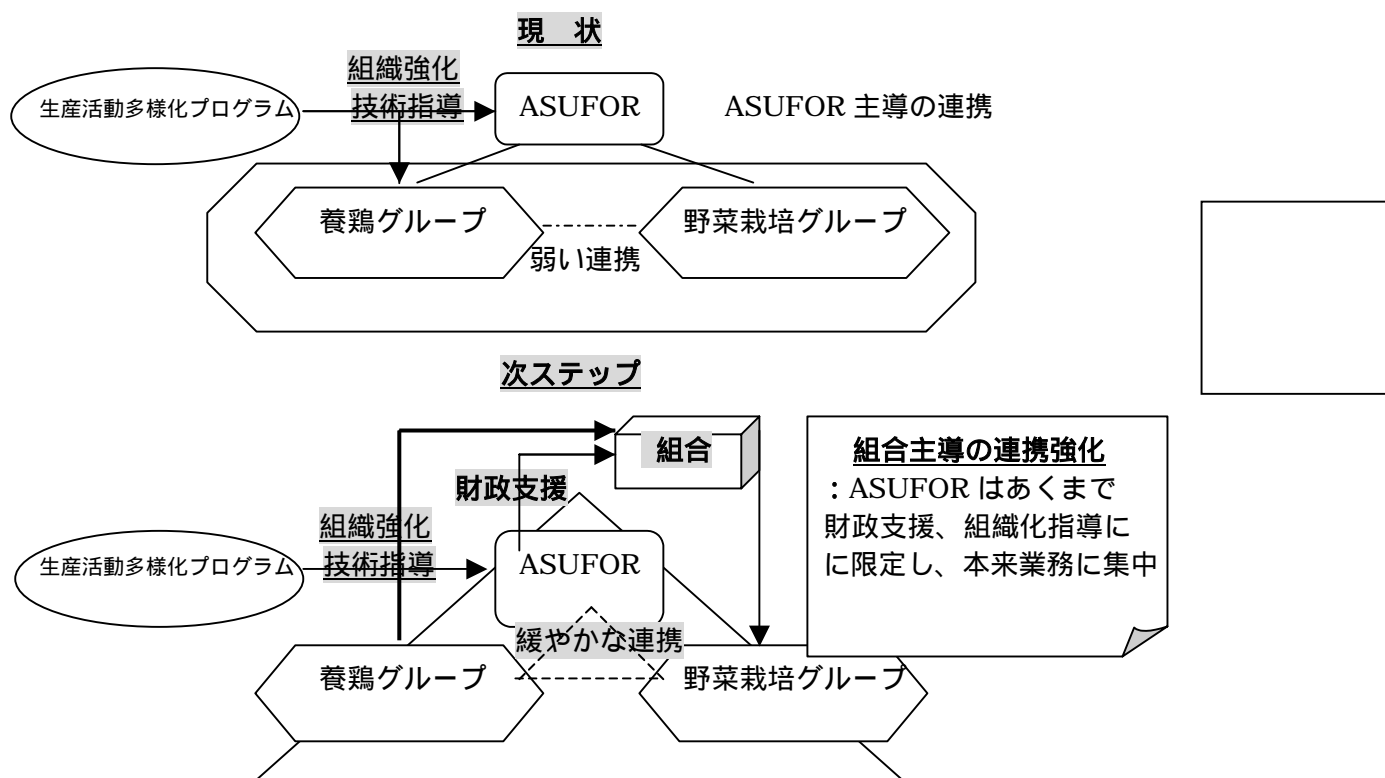 現　状
組織強化
技術指導
生産活動多様化プログラム
ASUFOR
ASUFOR 主導の連携
養鶏グループ
野菜栽培グループ
弱い連携
次ステップ
組合
財政支援
組織強化
技術指導
生産活動多様化プログラム
ASUFOR
緩やかな連携
養鶏グループ
野菜栽培グループ
組合主導の連携強化
：ASUFOR はあくまで
財政支援、組織化指導に
に限定し、本来業務に集中